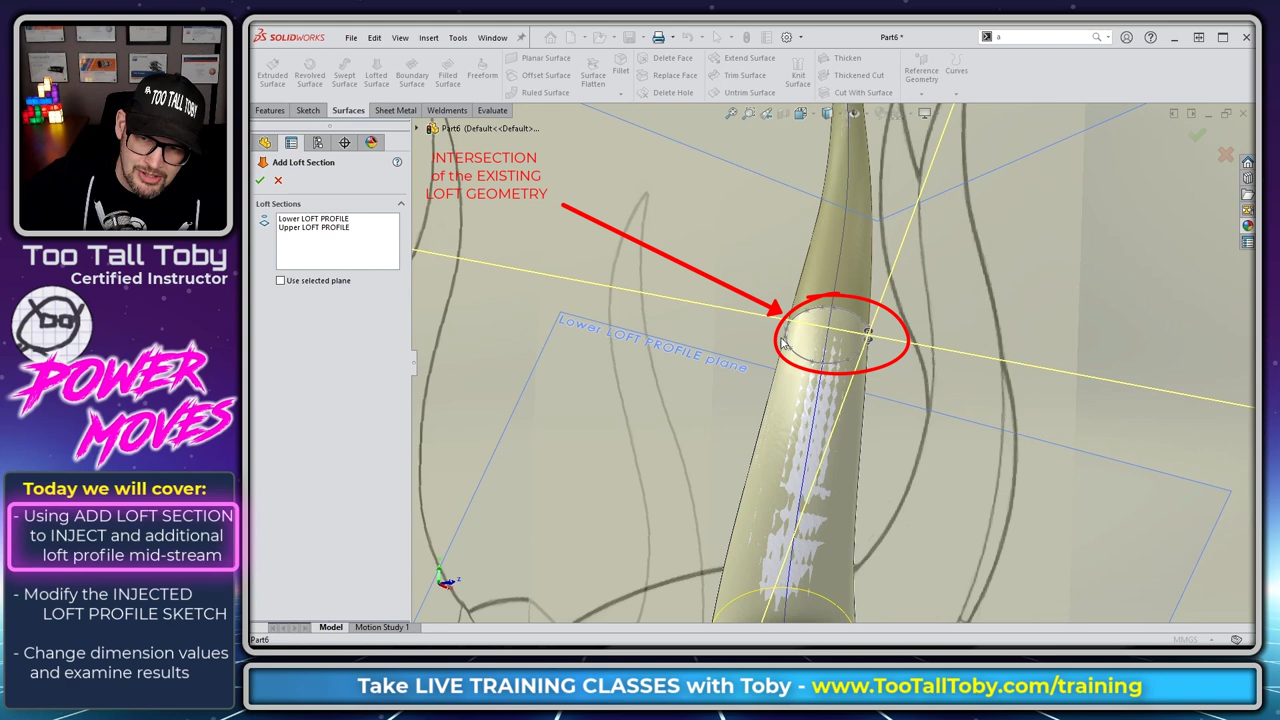 TOO TALL TOBY
Too Tall Toby
Certified Instructor
POWER
MOVES
Today we will cover:
- Using ADD LOFT SECTION
to INJECT and additional
loft profile mid-stream
- Modify the INJECTED
LOFT PROFILE SKETCH
- Change dimension values
and examine results
SOLIDWORKS
File
Edit
View
Insert
Tools
Window
Part6 *
a
Extruded
Surface
Revolved
Surface
Swept
Surface
Lofted
Surface
Boundary
Surface
Filled
Surface
Freeform
Planar Surface
Offset Surface
Ruled Surface
Surface
Flatten
Fillet
Delete Face
Replace Face
Delete Hole
Extend Surface
Trim Surface
Untrim Surface
Knit
Surface
Thicken
Thickened Cut
Cut With Surface
Reference
Geometry
Curves
Features
Sketch
Surfaces
Sheet Metal
Weldments
Evaluate
Part6 (Default<<Default>...
Add Loft Section
Loft Sections
Lower LOFT PROFILE
Upper LOFT PROFILE
Use selected plane
INTERSECTION
of the EXISTING
LOFT GEOMETRY
Lower LOFT PROFILE plane
z
Model
Motion Study 1
Part6
MMGS
Take LIVE TRAINING CLASSES with Toby - www.TooTallToby.com/training